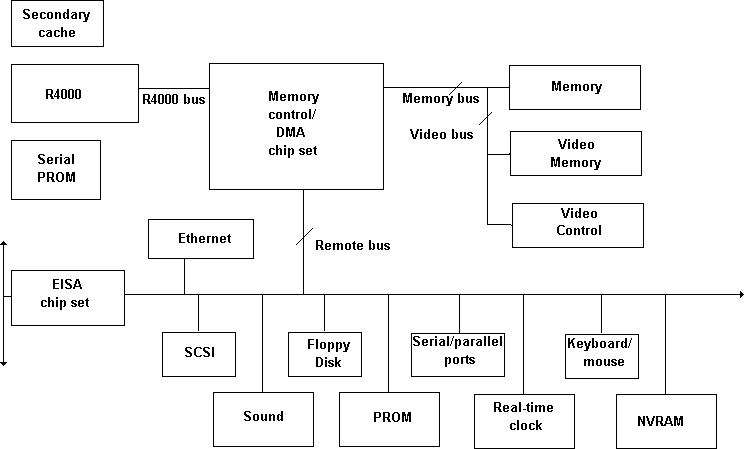 Secondary
cache
R4000
R4000 bus
Memory
control/
DMA
chip set
Memory bus
Memory
Video bus
Video
Memory
Serial
PROM
Video
Control
Ethernet
Remote bus
EISA
chip set
SCSI
Floppy
Disk
Serial/parallel
ports
Keyboard/
mouse
Sound
PROM
Real-time
clock
NVRAM